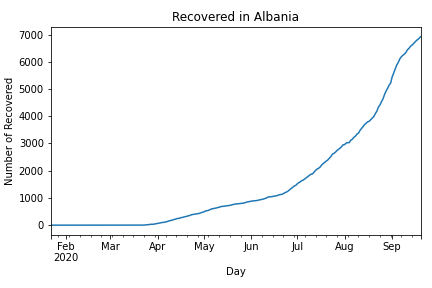 Recovered in Albania
Number of Recovered
7000
6000
5000
4000
3000
2000
1000
0
Feb Mar Apr May Jun Jul Aug Sep
2020
Day